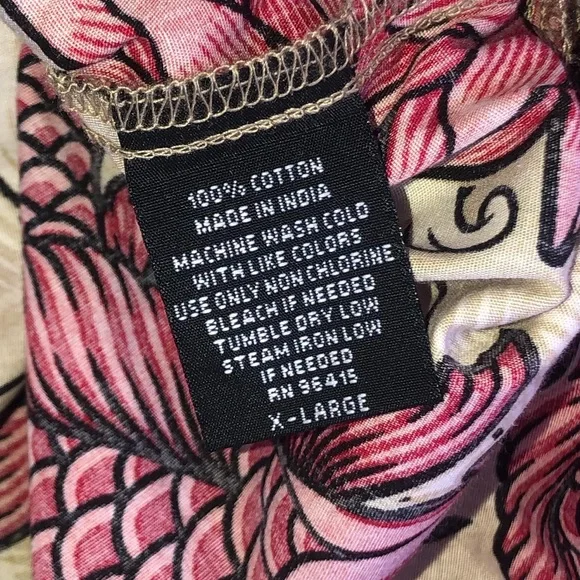 100% COTTON
MADE IN INDIA
MACHINE WASH COLD
WITH LIKE COLORS
USE ONLY NON CHLORINE
BLEACH IF NEEDED
TUMBLE DRY LOW
STEAM IRON LOW
IF NEEDED
RN 96415
X-LARGE